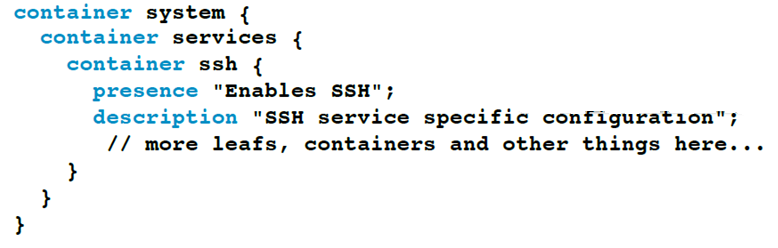 container system {
container services {
container ssh {
presence "Enables SSH";
description "SSH service specific configuration";
// more leafs, containers and other things here...
}
}
}